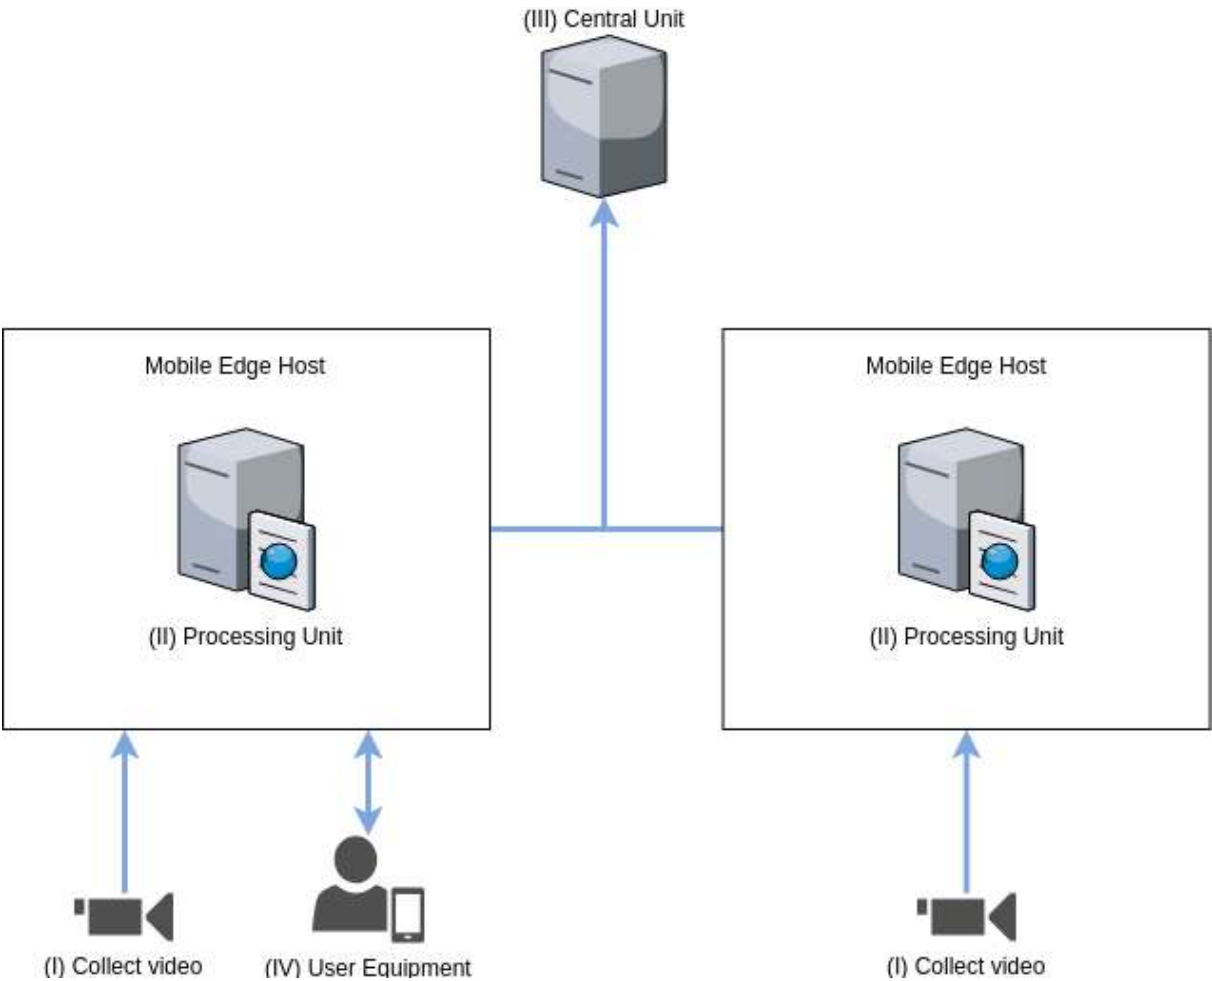 (III) Central Unit
Mobile Edge Host
Mobile Edge Host
(II) Processing Unit
(II) Processing Unit
(I) Collect video
(IV) User Equipment
(I) Collect video